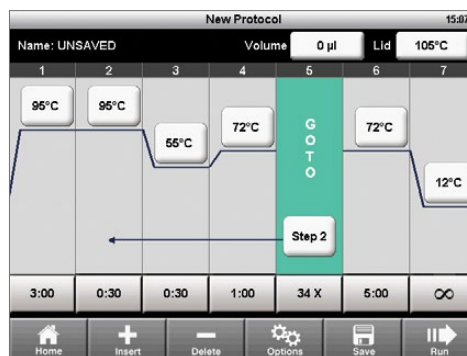 New Protocol 15:07
Name: UNSAVED Volume 0 µl Lid 105°C
1 2 3 4 5 6 7
95°C 95°C 55°C 72°C GOTO 72°C 12°C
Step 2
3:00 0:30 0:30 1:00 34 X 5:00 ∞
Home Insert Delete Options Save Run